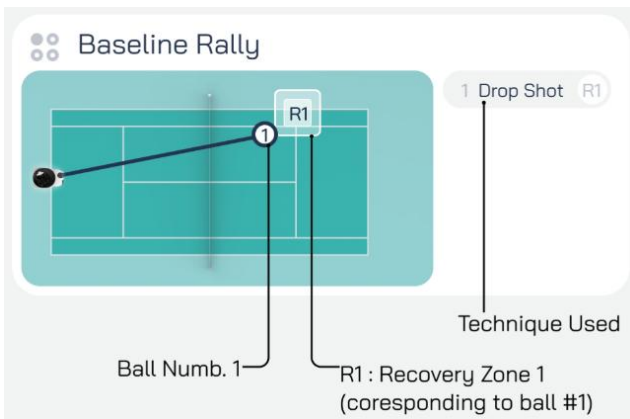 Baseline Rally
1 Drop Shot R1
R1
1
Technique Used
Ball Numb. 1
R1 : Recovery Zone 1
(coresponding to ball #1)